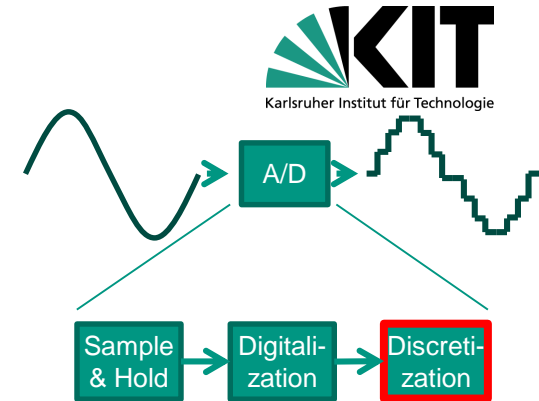 KIT
Karlsruher Institut für Technologie
A/D
Sample
& Hold
Digitali-
zation
Discreti-
zation